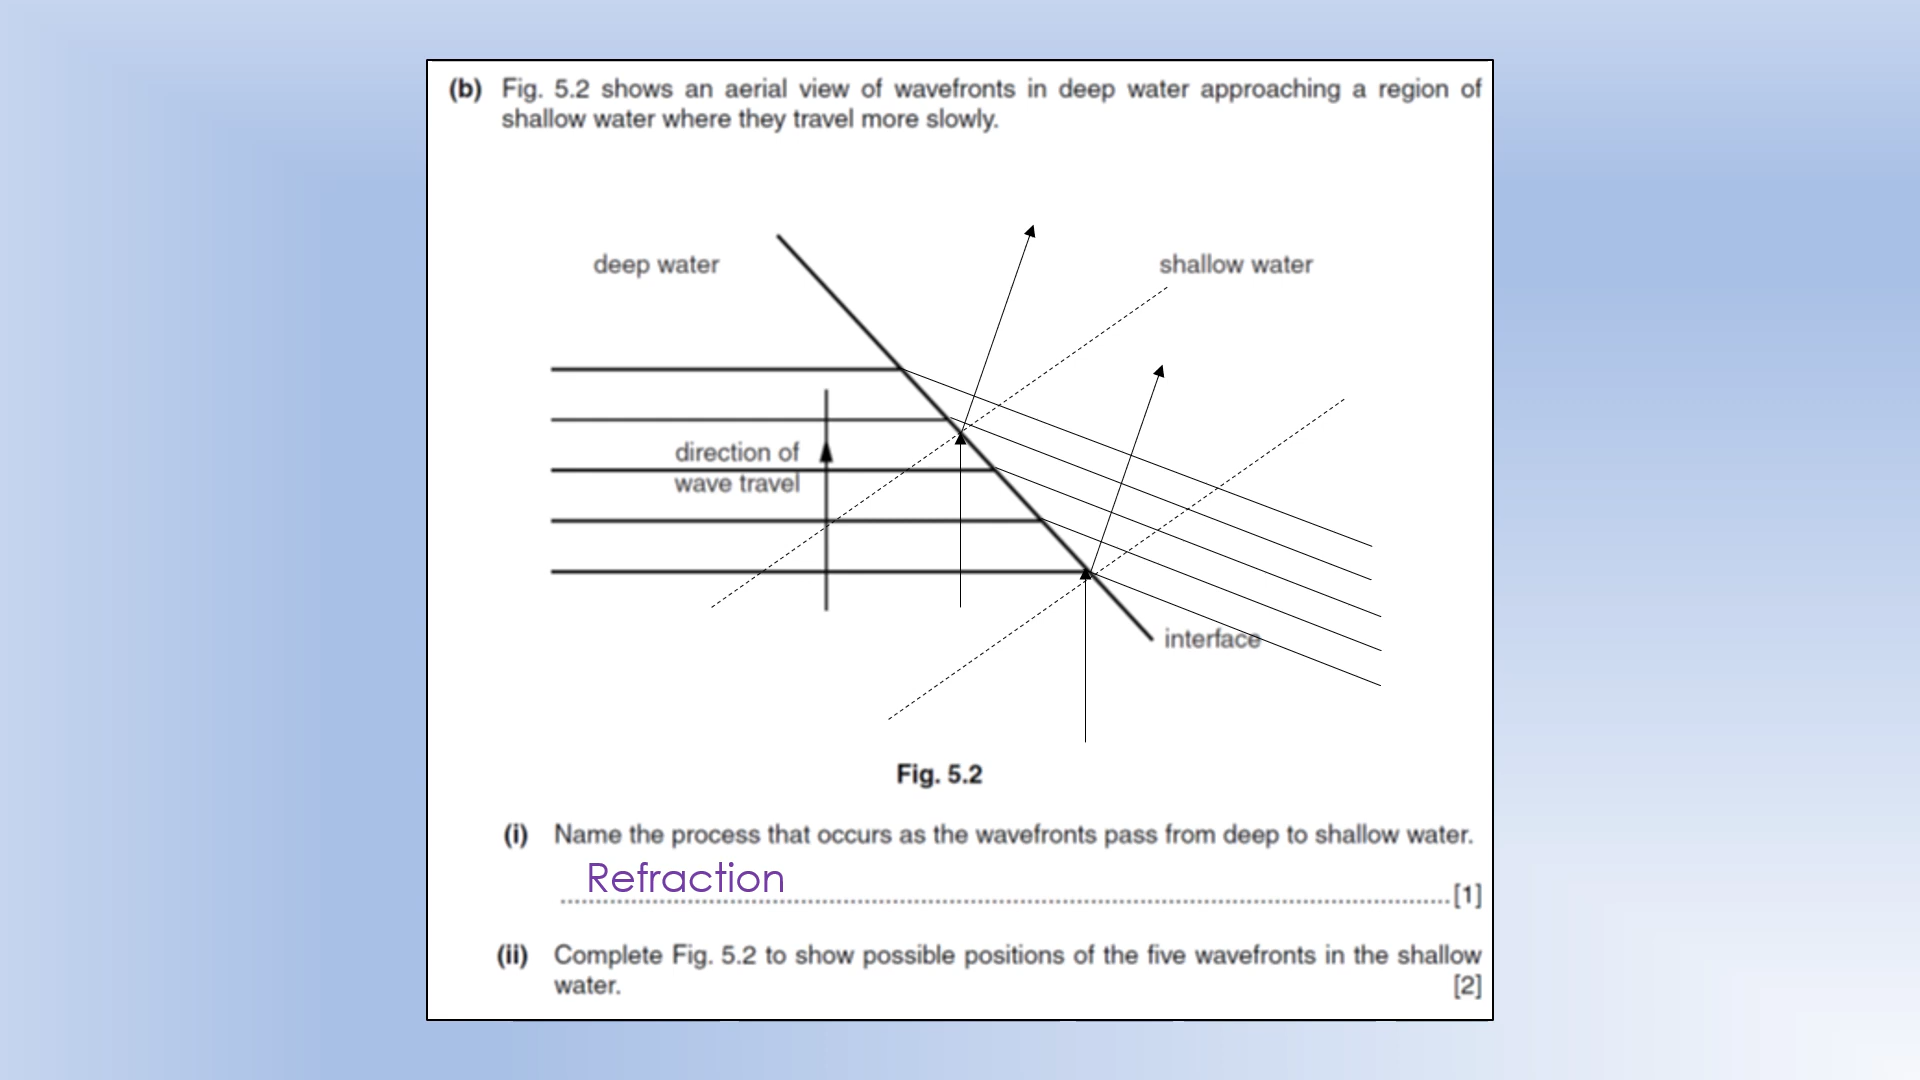 (b) Fig. 5.2 shows an aerial view of wavefronts in deep water approaching a region of
shallow water where they travel more slowly.
deep water
shallow water
direction of
wave travel
interface
Fig. 5.2
(i) Name the process that occurs as the wavefronts pass from deep to shallow water.
Refraction
..........[1]
(ii) Complete Fig. 5.2 to show possible positions of the five wavefronts in the shallow
water. [2]